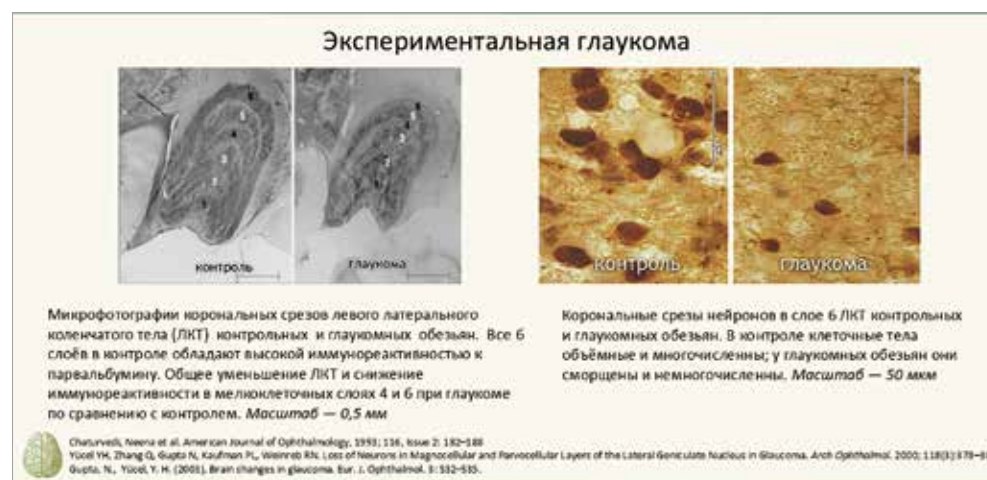 Экспериментальная глаукома
контроль
глаукома
контроль
глаукома
Микрофотографии корональных срезов левого латерального
коленчатого тела (ЛКТ) контрольных и глаукомных обезьян. Все 6
слоёв в контроле обладают высокой иммунореактивностью к
парвальбумину. Общее уменьшение ЛКТ и снижение
иммунореактивности в мелкоклеточных слоях 4 и 6 при глаукоме
по сравнению с контролем. Масштаб — 0,5 мм
Корональные срезы нейронов в слое 6 ЛКТ контрольных
и глаукомных обезьян. В контроле клеточные тела
объёмные и многочисленны; у глаукомных обезьян они
сморщены и немногочисленны. Масштаб — 50 мкм
Chaturvedi, Neena et al. American Journal of Ophthalmology, 1993; 116, Issue 2: 182–188
Yücel YH, Zhang Q, Gupta N, Kaufman PL, Weinreb RN. Loss of Neurons in Magnocellular and Parvocellular Layers of the Lateral Geniculate Nucleus in Glaucoma. Arch Ophthalmol. 2000; 118(3):378–
Gupta, N., Yücel, Y. H. (2001). Brain changes in glaucoma. Eur. J. Ophthalmol. 3: 532–535.